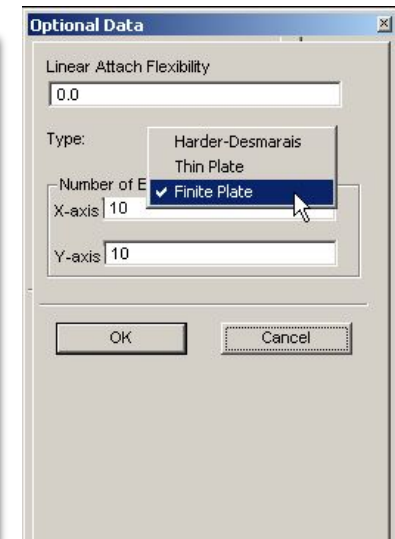 Optional Data
Linear Attach Flexibility
0.0
Type:
Harder-Desmarais
Thin Plate
Finite Plate
Number of E
X-axis 10
Y-axis 10
OK
Cancel